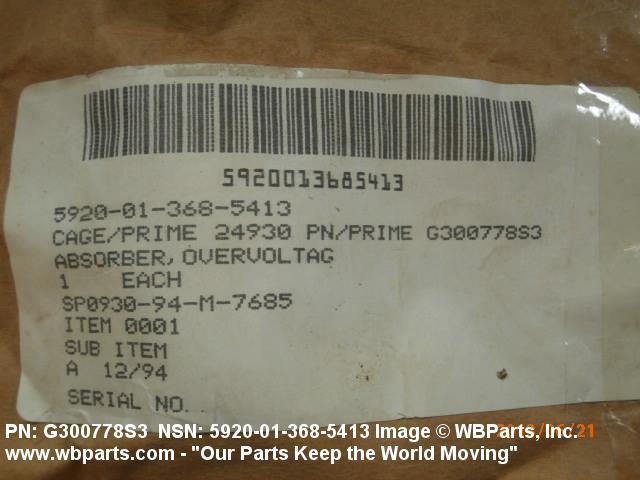 5920013685413
5920-01-368-5413
CAGE/PRIME 24930 PN/PRIME G300778S3
ABSORBER, OVERVOLTAG
1 EACH
SP0930-94-M-7685
ITEM 0001
SUB ITEM
A 12/94
SERIAL NO.
PN: G300778S3 NSN: 5920-01-368-5413 Image © WBParts, Inc.
www.wbparts.com - "Our Parts Keep the World Moving"